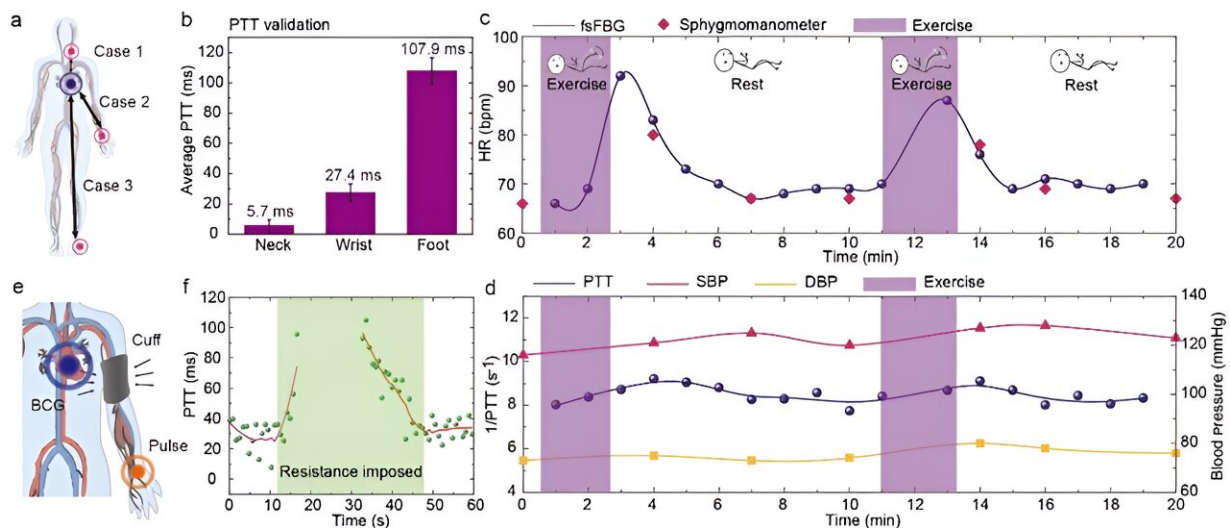 a
Case 1
Case 2
Case 3
b
PTT validation
Average PTT (ms)
120
100
80
60
40
20
0
5.7 ms
27.4 ms
107.9 ms
Neck
Wrist
Foot
c
fsFBG
Sphygmomanometer
Exercise
HR (bpm)
100
90
80
70
60
Exercise
Rest
Exercise
Rest
0 2 4 6 8 10 12 14 16 18 20
Time (min)
e
Cuff
BCG
Pulse
f
PTT (ms)
120
100
80
60
40
20
0
Resistance imposed
0 10 20 30 40 50 60
Time (s)
d
PTT
SBP
DBP
Exercise
1/PTT (s⁻¹)
12
10
8
6
4
140
120
100
80
60
Blood Pressure (mmHg)
0 2 4 6 8 10 12 14 16 18 20
Time (min)